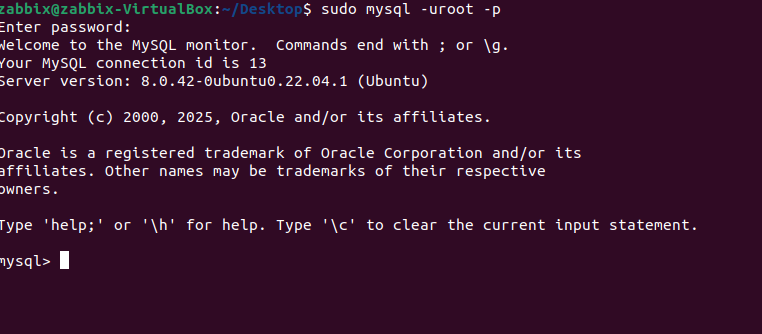 zabbix@zabbix-VirtualBox:~/Desktop$ sudo mysql -uroot -p
Enter password:
Welcome to the MySQL monitor.  Commands end with ; or \g.
Your MySQL connection id is 13
Server version: 8.0.42-0ubuntu0.22.04.1 (Ubuntu)
Copyright (c) 2000, 2025, Oracle and/or its affiliates.
Oracle is a registered trademark of Oracle Corporation and/or its
affiliates. Other names may be trademarks of their respective
owners.
Type 'help;' or '\h' for help. Type '\c' to clear the current input statement.
mysql>